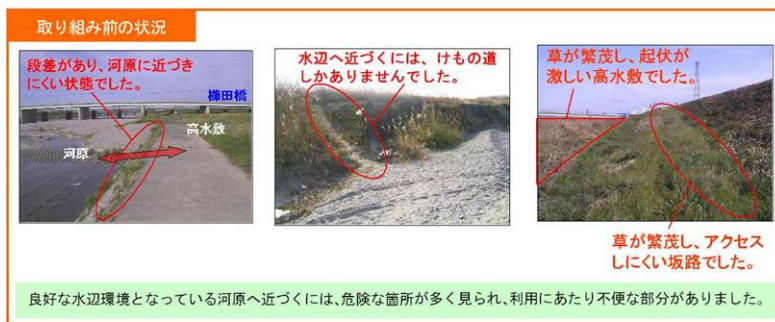 取り組み前の状況
段差があり、河原に近づき
にくい状態でした。
櫛田橋
高水敷
河原
水辺へ近づくには、けもの道
しかありませんでした。
草が繁茂し、起伏が
激しい高水敷でした。
草が繁茂し、アクセス
しにくい坂路でした。
良好な水辺環境となっている河原へ近づくには、危険な箇所が多く見られ、利用にあたり不便な部分がありました。